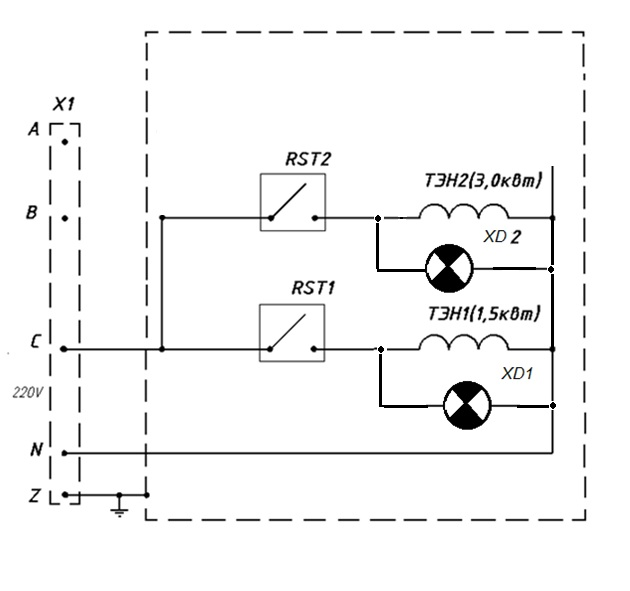 X1
A
B
RST2
ТЭН2(3,0квт)
XD 2
RST1
C
ТЭН1(1,5квт)
XD1
220V
N
Z